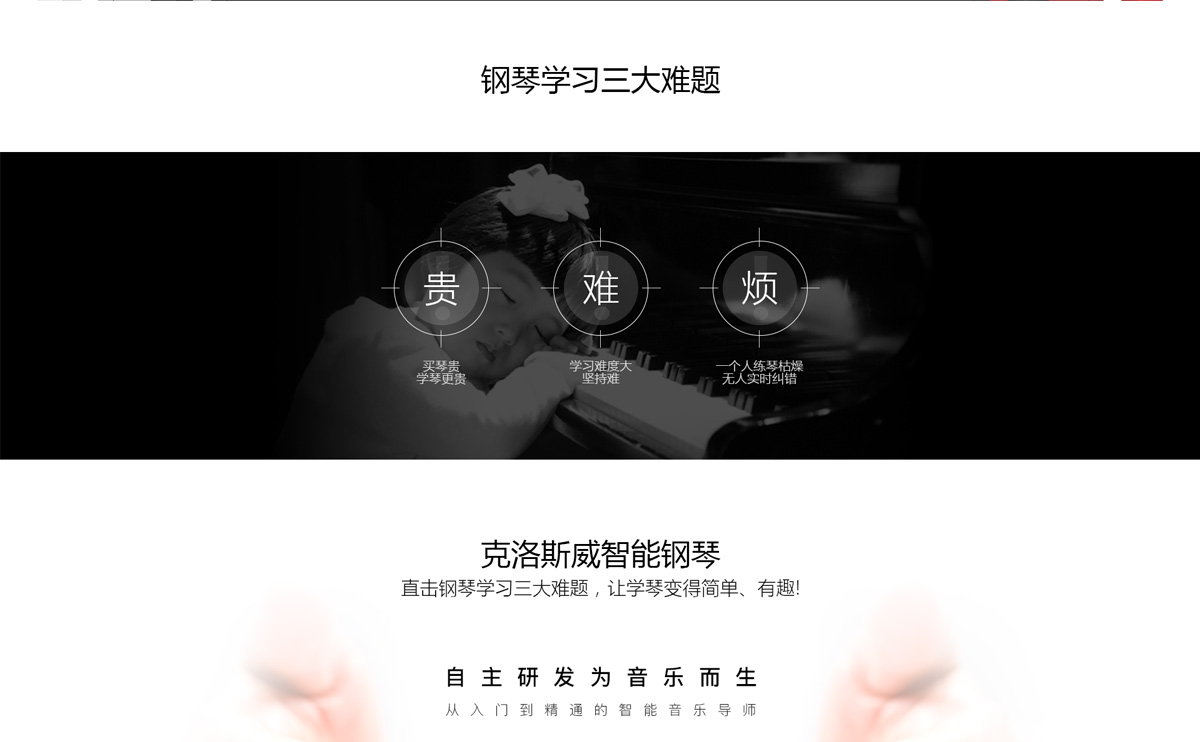 钢琴学习三大难题
贵
难
烦
买琴贵
学琴更贵
学习难度大
坚持难
一个人练琴枯燥
无人实时纠错
克洛斯威智能钢琴
直击钢琴学习三大难题，让学琴变得简单、有趣!
自主研发为音乐而生
从入门到精通的智能音乐导师